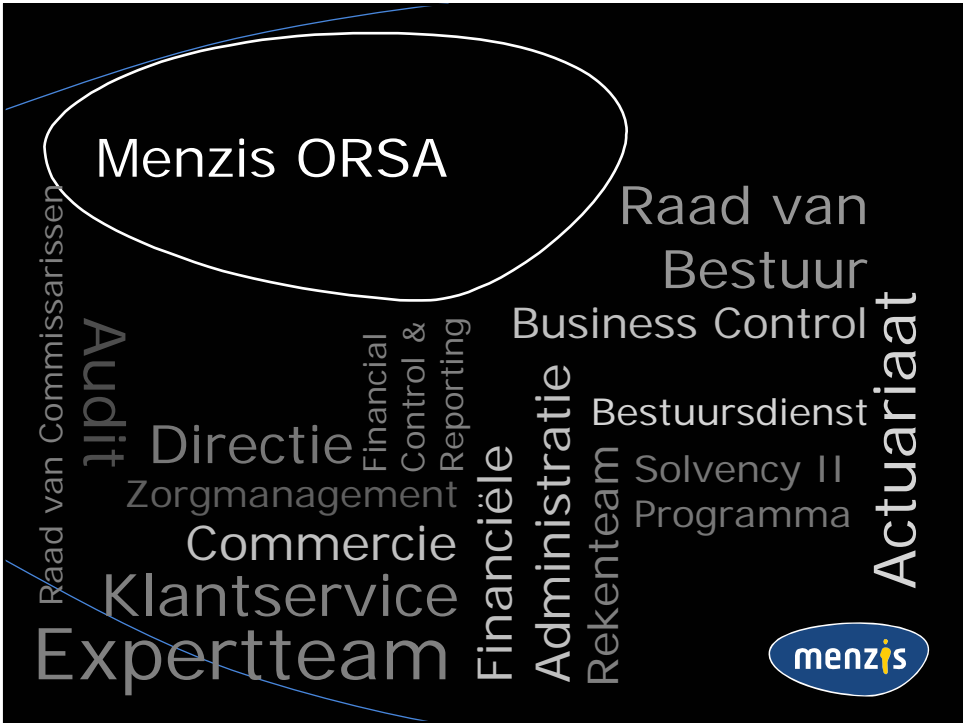 Menzis ORSA
Raad van
Bestuur
Business Control
Bestuursdienst
Solvency II
Programma
Actuariaat
Raad van Commissarissen
Audit
Financial
Control &
Reporting
Directie
Zorgmanagement
Commercie
Klantservice
Expertteam
Financiële
Administratie
Rekenteam
menzis